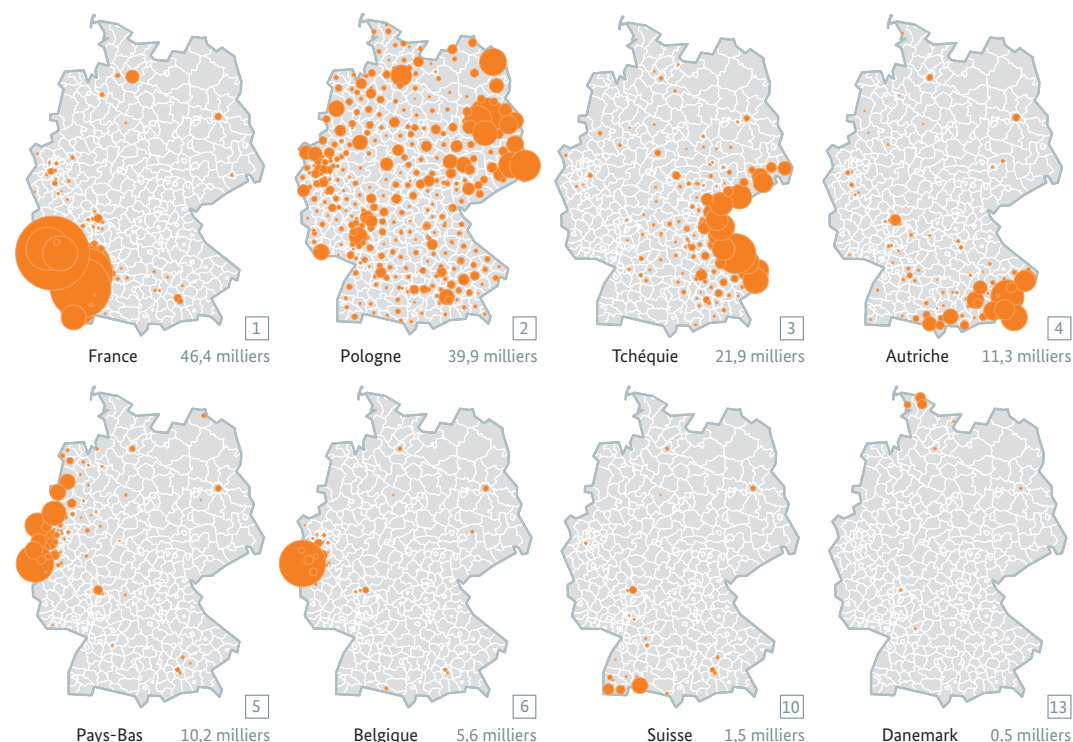 1 2 3 4
France 46,4 milliers Pologne 39,9 milliers Tchéquie 21,9 milliers Autriche 11,3 milliers
5 6 10 13
Pays-Bas 10,2 milliers Belgique 5,6 milliers Suisse 1,5 milliers Danemark 0,5 milliers